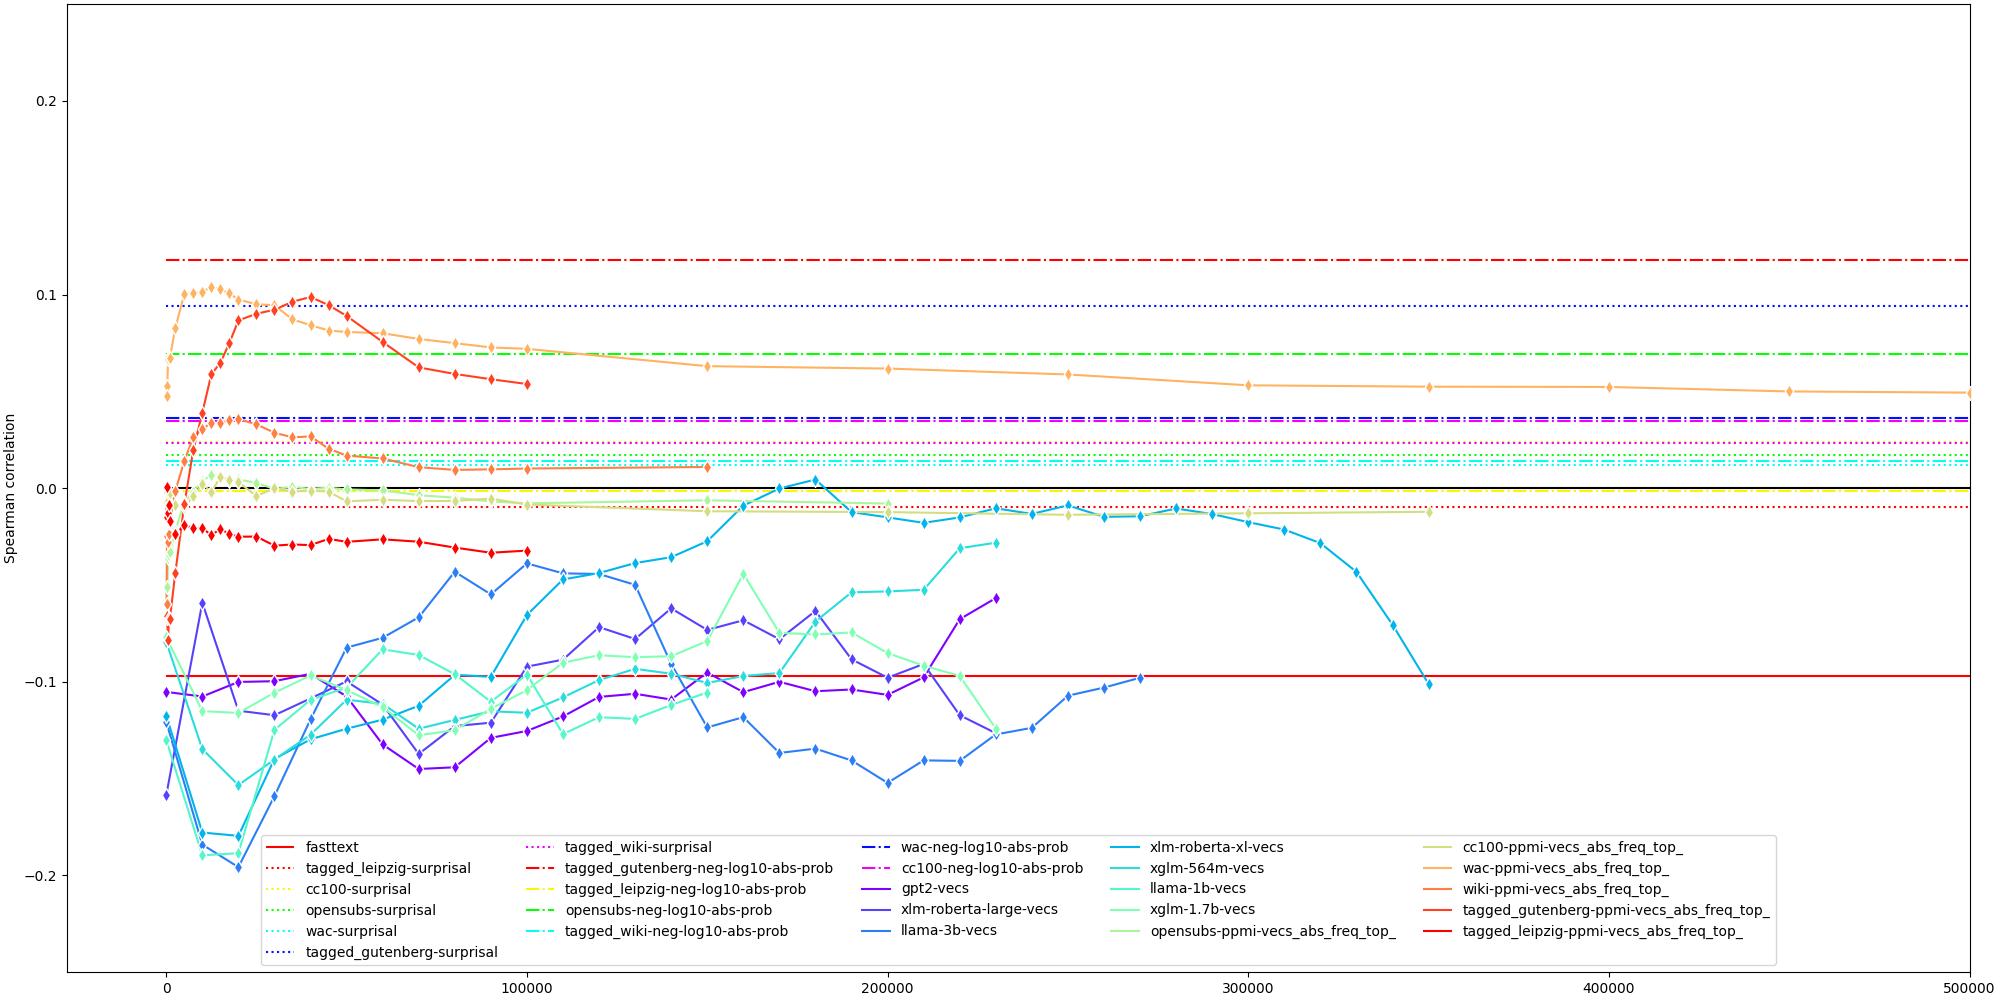 0.2
0.1
0.0
−0.1
−0.2
Spearman correlation
fasttext
tagged_leipzig-surprisal
cc100-surprisal
opensubs-surprisal
wac-surprisal
tagged_gutenberg-surprisal
tagged_wiki-surprisal
tagged_gutenberg-neg-log10-abs-prob
tagged_leipzig-neg-log10-abs-prob
opensubs-neg-log10-abs-prob
tagged_wiki-neg-log10-abs-prob
wac-neg-log10-abs-prob
cc100-neg-log10-abs-prob
gpt2-vecs
xlm-roberta-large-vecs
llama-3b-vecs
xlm-roberta-xl-vecs
xglm-564m-vecs
llama-1b-vecs
xglm-1.7b-vecs
opensubs-ppmi-vecs_abs_freq_top_
cc100-ppmi-vecs_abs_freq_top_
wac-ppmi-vecs_abs_freq_top_
wiki-ppmi-vecs_abs_freq_top_
tagged_gutenberg-ppmi-vecs_abs_freq_top_
tagged_leipzig-ppmi-vecs_abs_freq_top_
0 100000 200000 300000 400000 500000